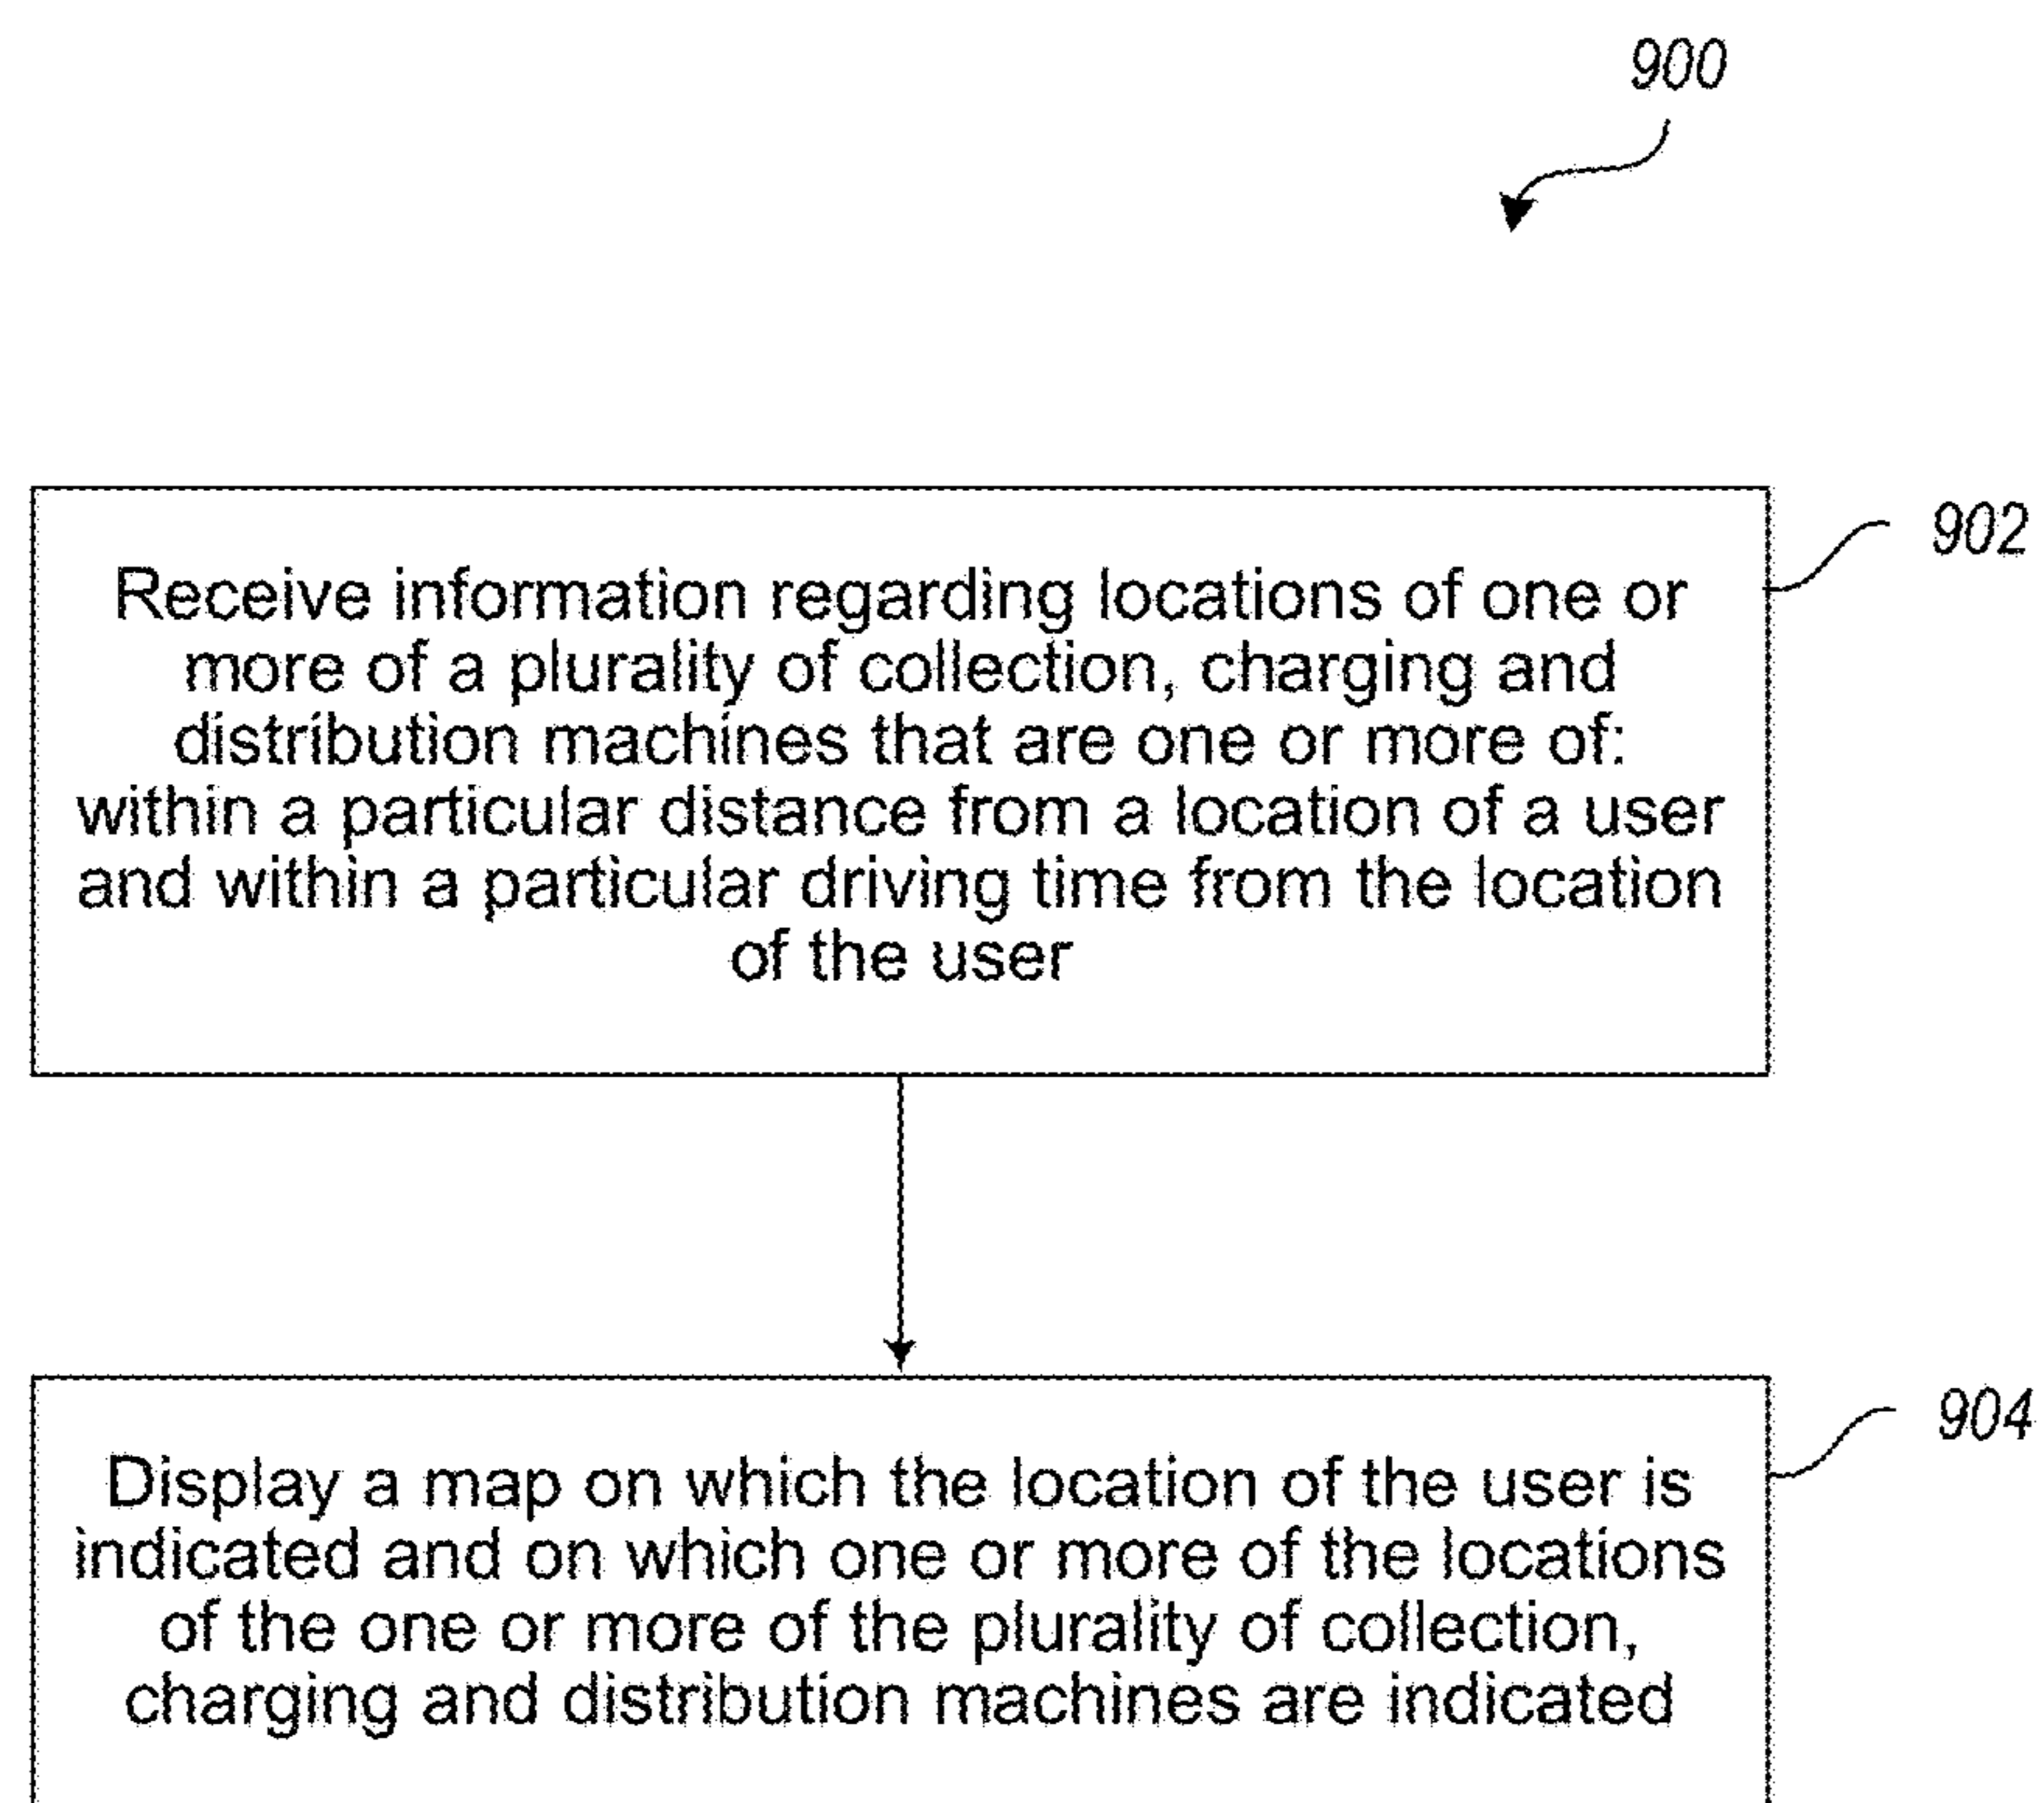 900
902
Receive information regarding locations of one or
more of a plurality of collection, charging and
distribution machines that are one or more of:
within a particular distance from a location of a user
and within a particular driving time from the location
of the user
904
Display a map on which the location of the user is
indicated and on which one or more of the locations
of the one or more of the plurality of collection,
charging and distribution machines are indicated